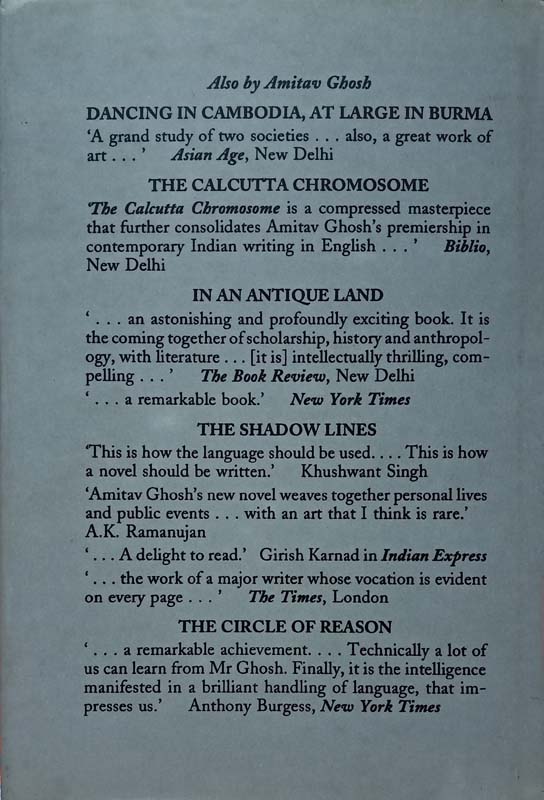 Also by Amitav Ghosh
DANCING IN CAMBODIA, AT LARGE IN BURMA
‘A grand study of two societies . . . also, a great work of
art . . . ’ Asian Age, New Delhi
THE CALCUTTA CHROMOSOME
‘The Calcutta Chromosome is a compressed masterpiece
that further consolidates Amitav Ghosh’s premiership in
contemporary Indian writing in English . . . ’ Biblio,
New Delhi
IN AN ANTIQUE LAND
‘ . . . an astonishing and profoundly exciting book. It is
the coming together of scholarship, history and anthropol-
ogy, with literature . . . [it is] intellectually thrilling, com-
pelling . . . ’ The Book Review, New Delhi
‘ . . . a remarkable book.’ New York Times
THE SHADOW LINES
‘This is how the language should be used. . . . This is how
a novel should be written.’ Khushwant Singh
‘Amitav Ghosh’s new novel weaves together personal lives
and public events . . . with an art that I think is rare.’
A.K. Ramanujan
‘ . . . A delight to read.’ Girish Karnad in Indian Express
‘ . . . the work of a major writer whose vocation is evident
on every page . . . ’ The Times, London
THE CIRCLE OF REASON
‘ . . . a remarkable achievement. . . . Technically a lot of
us can learn from Mr Ghosh. Finally, it is the intelligence
manifested in a brilliant handling of language, that im-
presses us.’ Anthony Burgess, New York Times